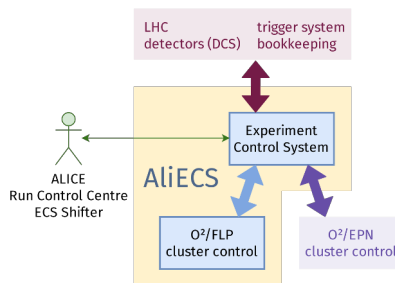 LHC trigger system
detectors (DCS) bookkeeping
Experiment
Control System
ALICE
Run Control Centre
ECS Shifter
AliECS
O²/FLP
cluster control
O²/EPN
cluster control